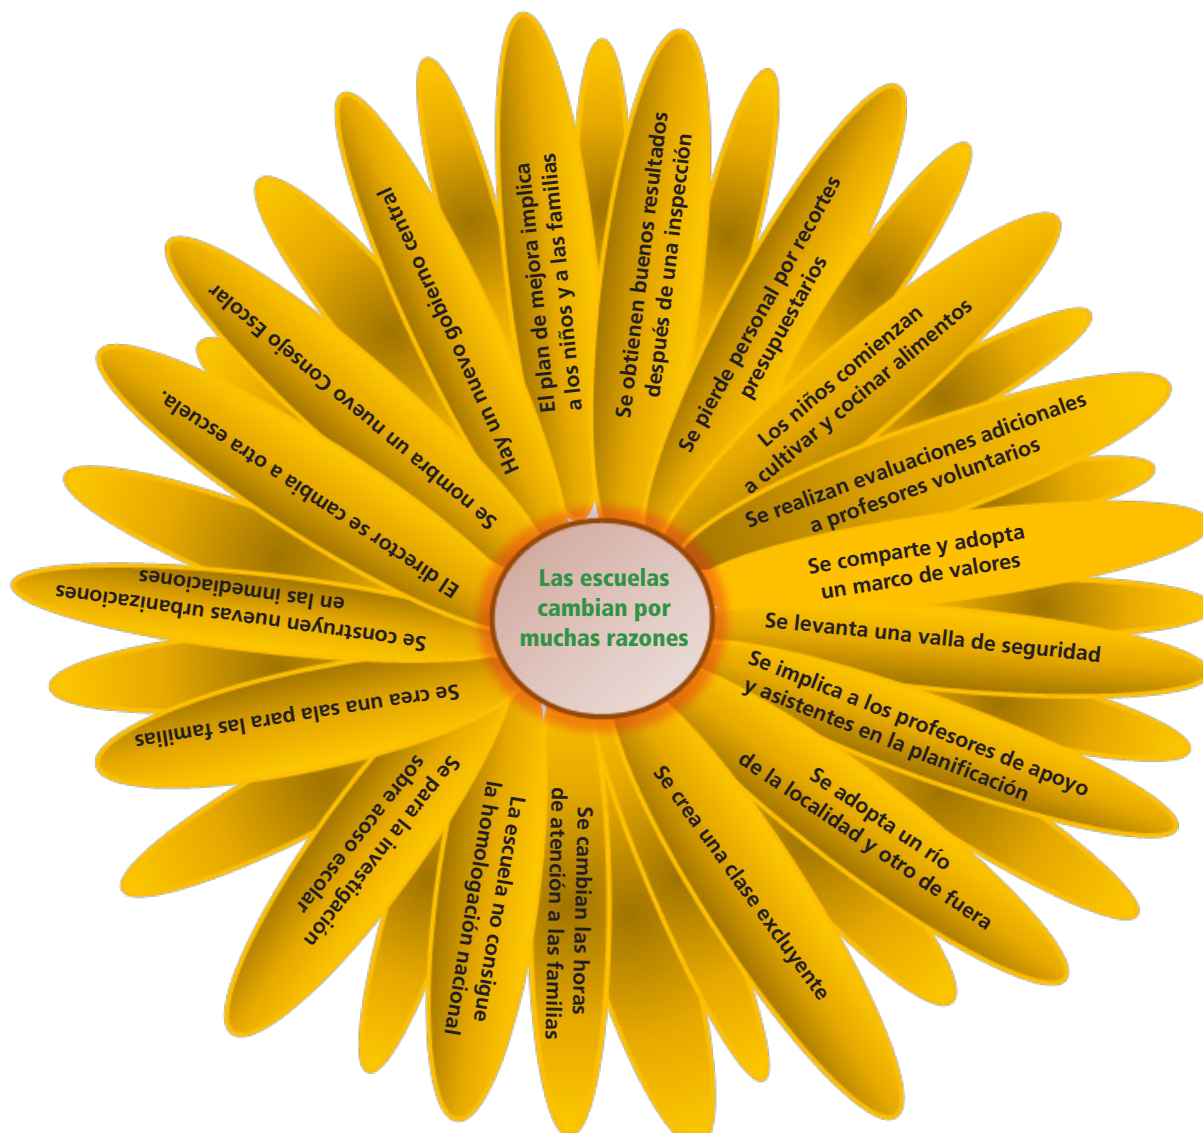 Las escuelas
cambian por
muchas razones
El plan de mejora implica
a los niños y a las familias
Se obtienen buenos resultados
después de una inspección
Se pierde personal por recortes
presupuestarios
Los niños comienzan
a cultivar y cocinar alimentos
Se realizan evaluaciones adicionales
a profesores voluntarios
Se comparte y adopta
un marco de valores
Se levanta una valla de seguridad
Se implica a los profesores de apoyo
y asistentes en la planificación
Se adopta un río
de la localidad y otro de fuera
Se crea una clase excluyente
Se cambian las horas
de atención a las familias
La escuela no consigue
la homologación nacional
Se para la investigación
sobre acoso escolar
Se crea una sala para las familias
Se construyen nuevas urbanizaciones
en las inmediaciones
El director se cambia a otra escuela.
Se nombra un nuevo Consejo Escolar
Hay un nuevo gobierno central